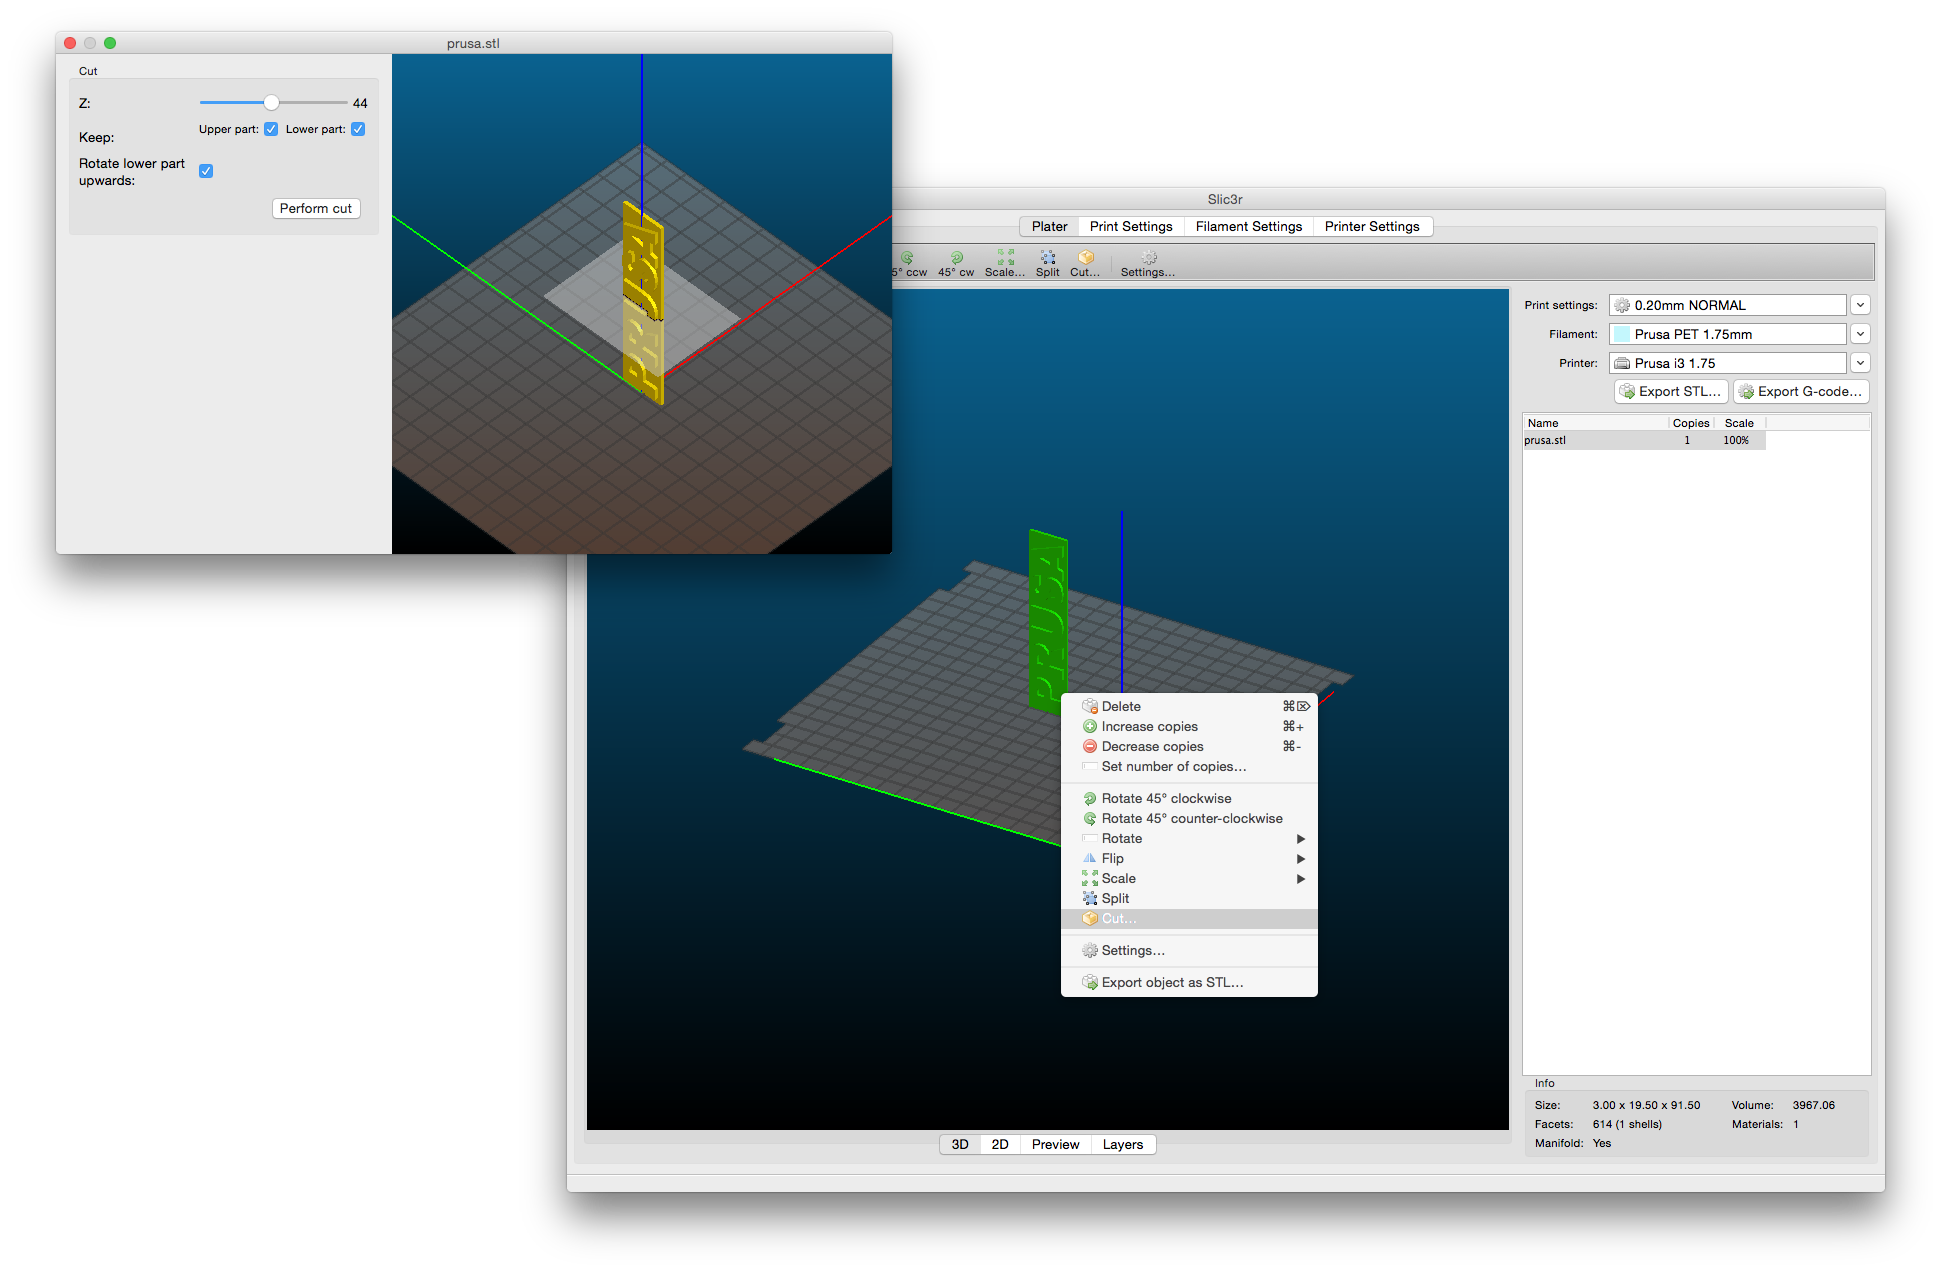 prusa.stl
Cut
Z: 44
Keep: Upper part: Lower part:
Rotate lower part
upwards:
Perform cut
PRUSA
Slic3r
Plater Print Settings Filament Settings Printer Settings
5° ccw 45° cw Scale… Split Cut… Settings…
Print settings: 0.20mm NORMAL
Filament: Prusa PET 1.75mm
Printer: Prusa i3 1.75
Export STL… Export G-code…
Name Copies Scale
prusa.stl 1 100%
PRUSA
Delete ⌘⌦
Increase copies ⌘+
Decrease copies ⌘-
Set number of copies…
Rotate 45° clockwise
Rotate 45° counter-clockwise
Rotate
Flip
Scale
Split
Cut…
Settings…
Export object as STL…
Info
Size: 3.00 x 19.50 x 91.50 Volume: 3967.06
Facets: 614 (1 shells) Materials: 1
Manifold: Yes
3D 2D Preview Layers